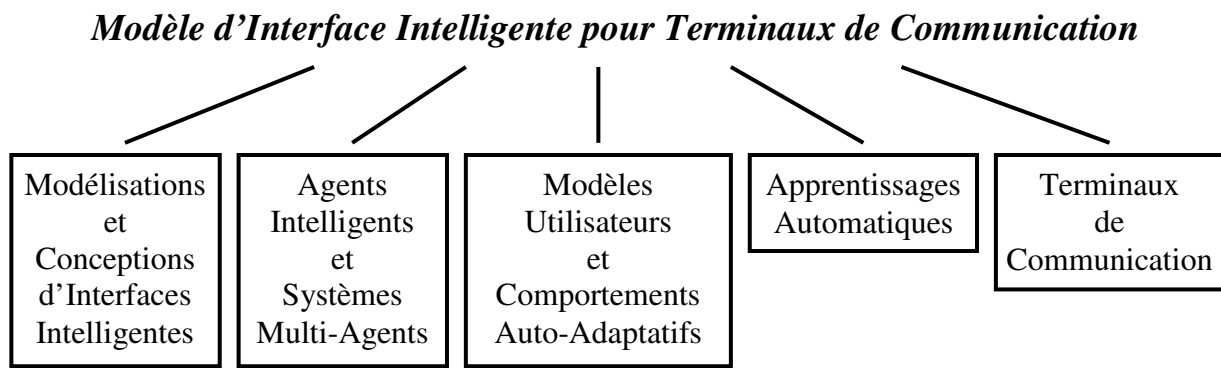 Modèle d’Interface Intelligente pour Terminaux de Communication
Modélisations
et
Conceptions
d’Interfaces
Intelligentes
Agents
Intelligents
et
Systèmes
Multi-Agents
Modèles
Utilisateurs
et
Comportements
Auto-Adaptatifs
Apprentissages
Automatiques
Terminaux
de
Communication